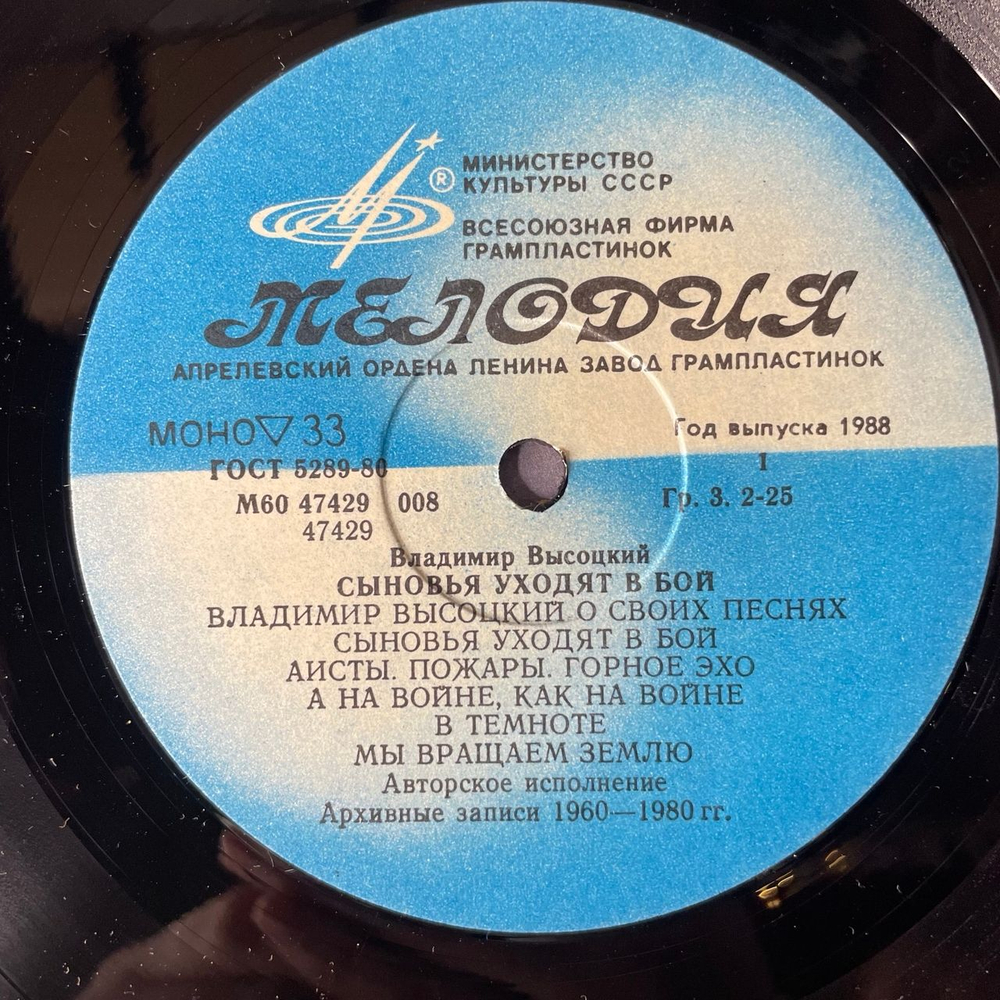 ®
МИНИСТЕРСТВО
КУЛЬТУРЫ СССР
ВСЕСОЮЗНАЯ ФИРМА
ГРАМПЛАСТИНОК
МЕЛОДИЯ
АПРЕЛЕВСКИЙ ОРДЕНА ЛЕНИНА ЗАВОД ГРАМПЛАСТИНОК
МОНО ▽ 33
Год выпуска 1988
ГОСТ 5289-80
I
М60 47429 008
Гр. 3. 2-25
47429
Владимир Высоцкий
СЫНОВЬЯ УХОДЯТ В БОЙ
ВЛАДИМИР ВЫСОЦКИЙ О СВОИХ ПЕСНЯХ
СЫНОВЬЯ УХОДЯТ В БОЙ
АИСТЫ. ПОЖАРЫ. ГОРНОЕ ЭХО
А НА ВОЙНЕ, КАК НА ВОЙНЕ
В ТЕМНОТЕ
МЫ ВРАЩАЕМ ЗЕМЛЮ
Авторское исполнение
Архивные записи 1960—1980 гг.